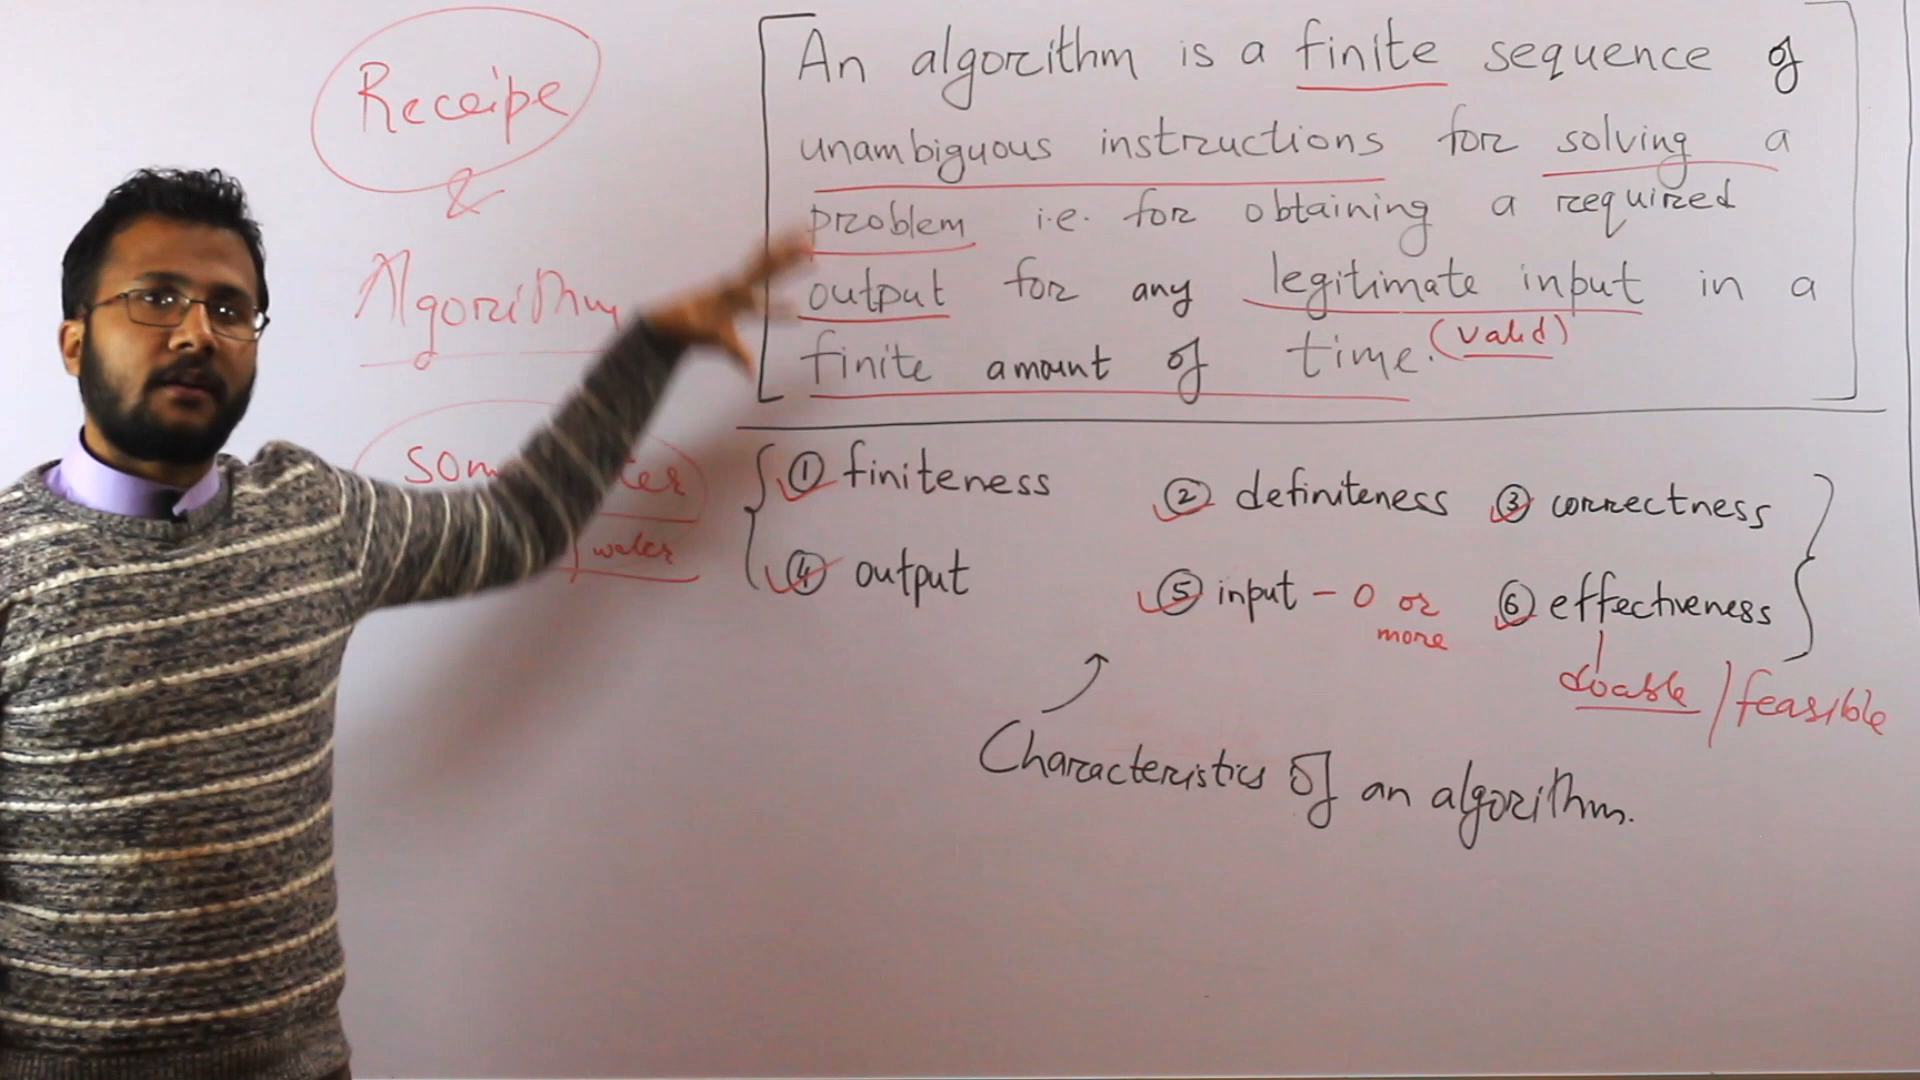 Receipe
&
Algorithm
water
An algorithm is a finite sequence of
unambiguous instructions for solving a
problem i.e. for obtaining a required
output for any legitimate input in a
(valid)
finite amount of time.
① finiteness ② definiteness ③ correctness
④ output ⑤ input - 0 or ⑥ effectiveness
more
doable / feasible
Characteristics of an algorithm.